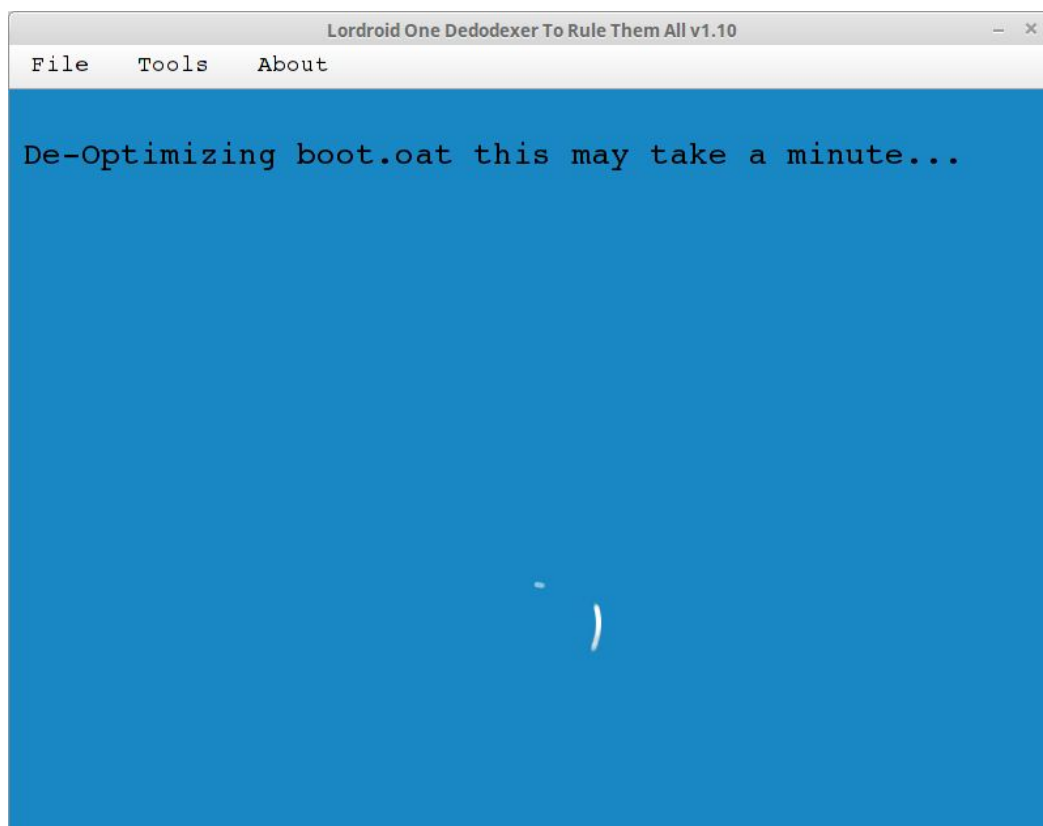 Lordroid One Dedodexer To Rule Them All v1.10
File Tools About
De-Optimizing boot.oat this may take a minute...